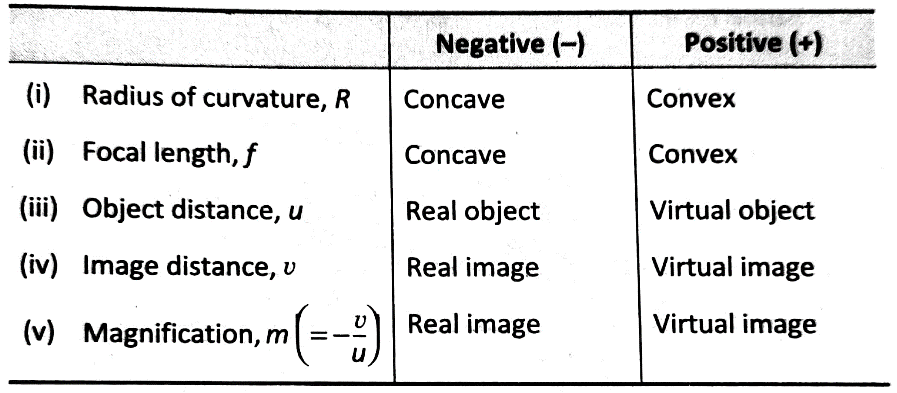 Negative (–) Positive (+)
(i) Radius of curvature, R Concave Convex
(ii) Focal length, f Concave Convex
(iii) Object distance, u Real object Virtual object
(iv) Image distance, v Real image Virtual image
(v) Magnification, m (= – v/u) Real image Virtual image